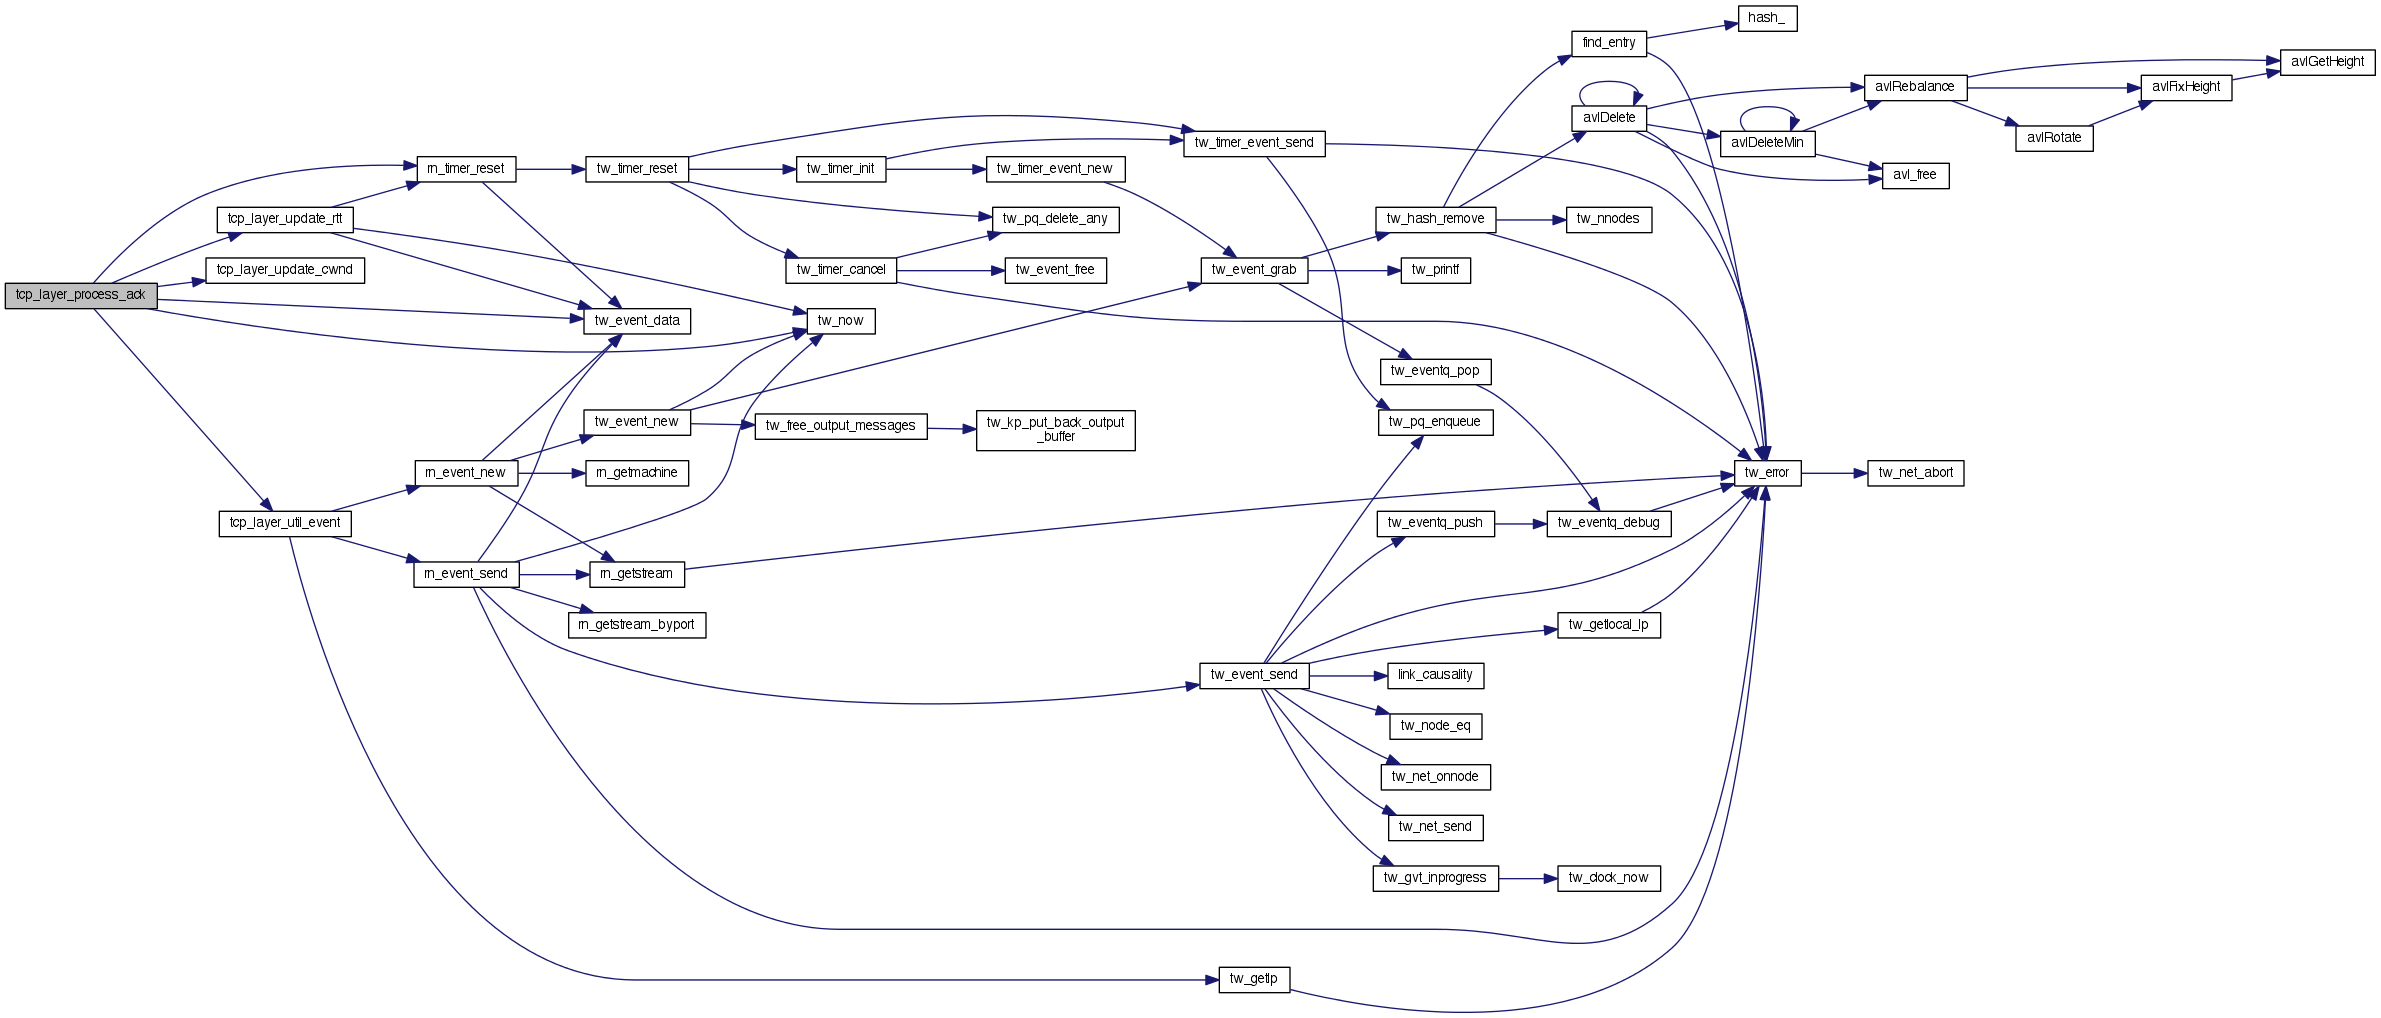 hash_
find_entry
avlGetHeight
avlRebalance
avlFixHeight
avlDelete
avlDeleteMin
avlRotate
tw_timer_event_send
rn_timer_reset
tw_timer_reset
tw_timer_init
tw_timer_event_new
avl_free
tcp_layer_update_rtt
tw_pq_delete_any
tw_hash_remove
tw_nnodes
tcp_layer_update_cwnd
tw_timer_cancel
tw_event_free
tw_event_grab
tw_printf
tcp_layer_process_ack
tw_event_data
tw_now
tw_eventq_pop
tw_event_new
tw_free_output_messages
tw_kp_put_back_output
_buffer
tw_pq_enqueue
rn_event_new
rn_getmachine
tw_error
tw_net_abort
tcp_layer_util_event
tw_eventq_push
tw_eventq_debug
rn_event_send
rn_getstream
rn_getstream_byport
tw_getlocal_lp
tw_event_send
link_causality
tw_node_eq
tw_net_onnode
tw_net_send
tw_gvt_inprogress
tw_clock_now
tw_getlp